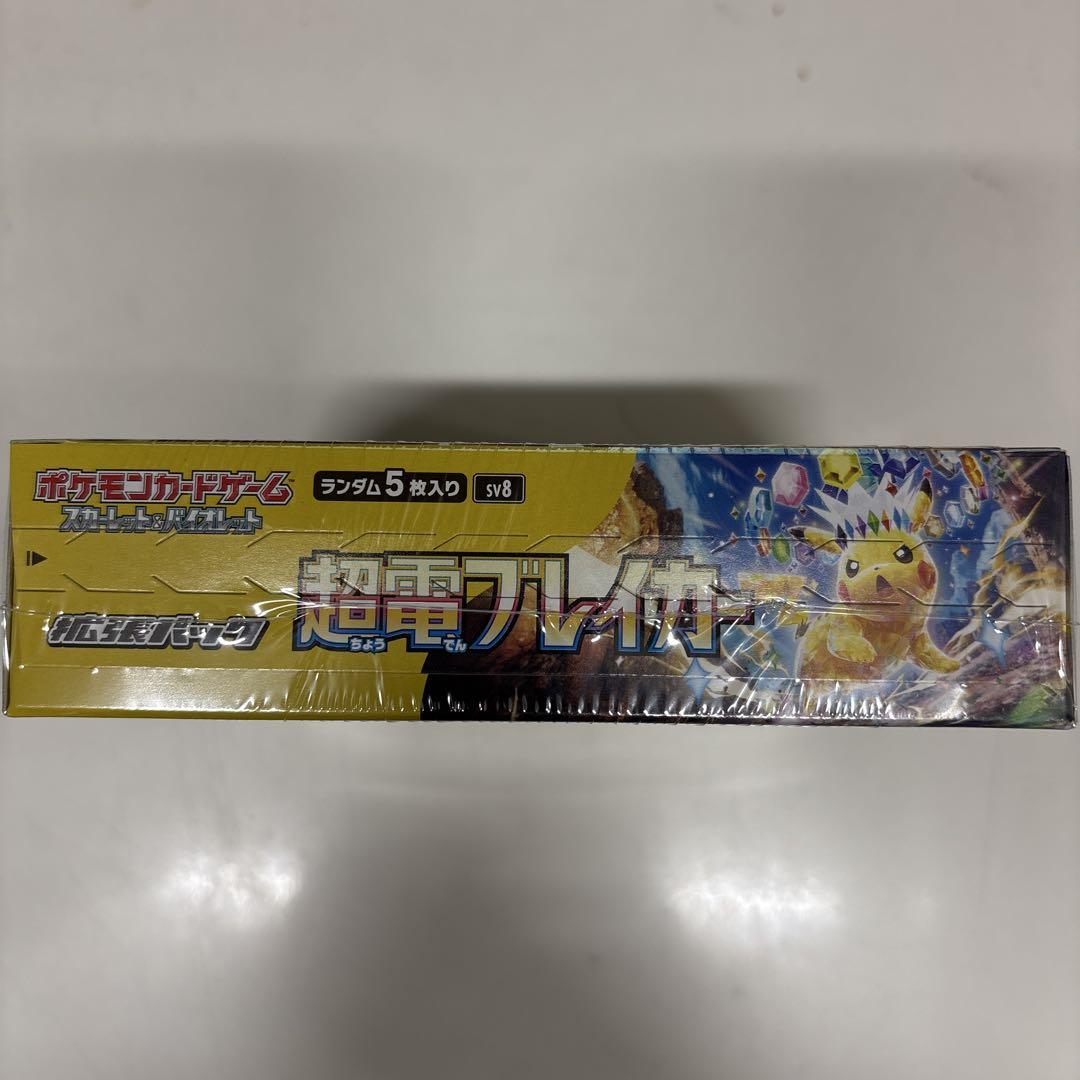 ポケモンカードゲーム™
スカーレット&バイオレット
ランダム5枚入り
SV8
拡張パック
超電ブレイカー
ちょう でん